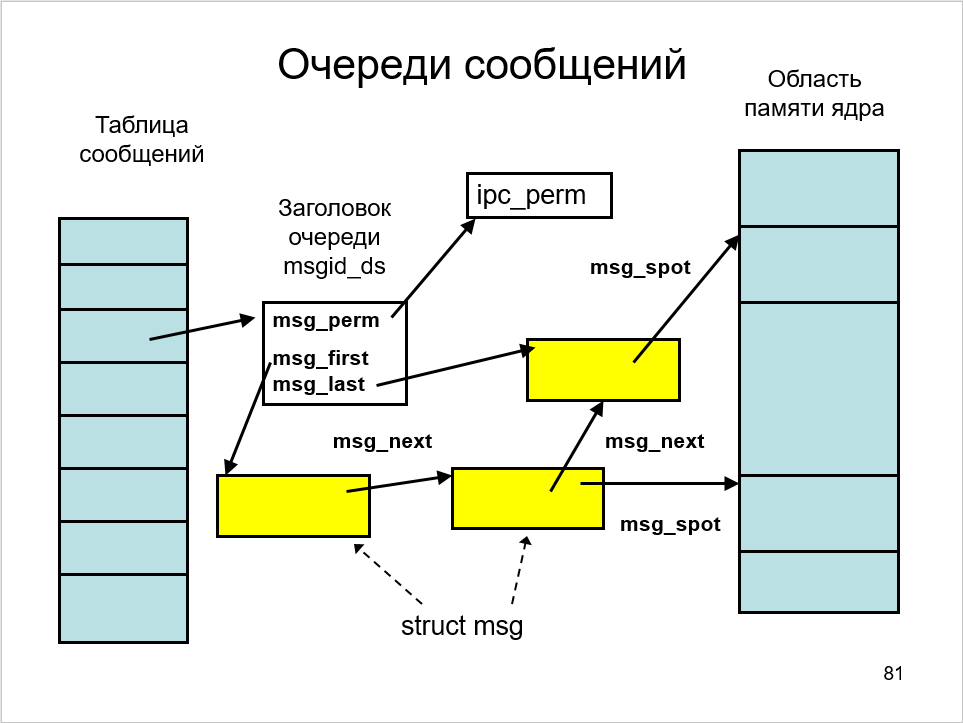 Очереди сообщений
Область
памяти ядра
Таблица
сообщений
ipc_perm
Заголовок
очереди
msgid_ds
msg_spot
msg_perm
msg_first
msg_last
msg_next
msg_next
msg_spot
struct msg
81